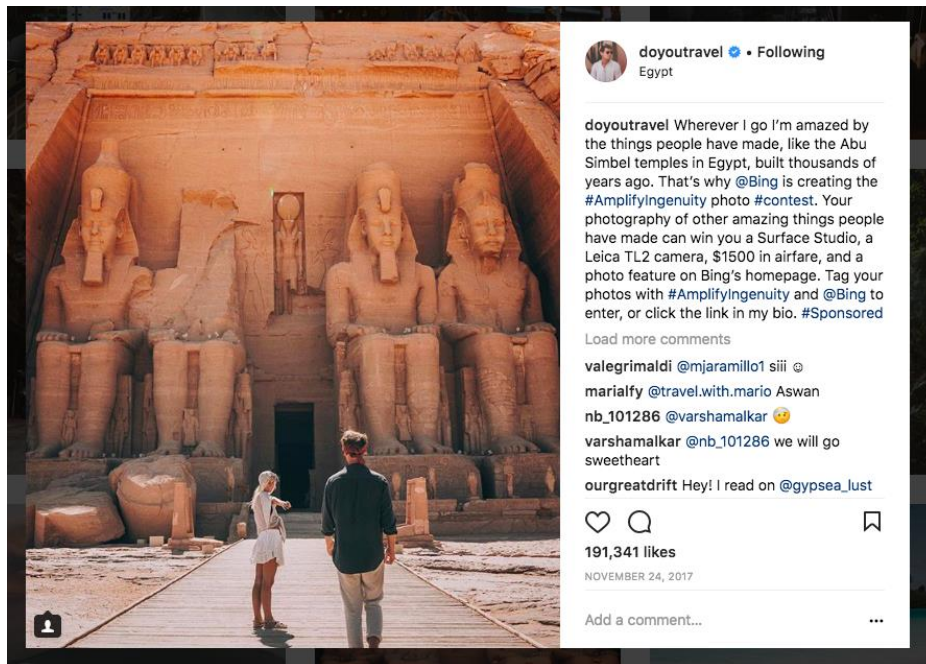 doyoutravel • Following
Egypt
doyoutravel Wherever I go I’m amazed by
the things people have made, like the Abu
Simbel temples in Egypt, built thousands of
years ago. That’s why @Bing is creating the
#AmplifyIngenuity photo #contest. Your
photography of other amazing things people
have made can win you a Surface Studio, a
Leica TL2 camera, $1500 in airfare, and a
photo feature on Bing’s homepage. Tag your
photos with #AmplifyIngenuity and @Bing to
enter, or click the link in my bio. #Sponsored
Load more comments
valegrimaldi @mjaramillo1 siii ☺
marialfy @travel.with.mario Aswan
nb_101286 @varshamalkar 🤕
varshamalkar @nb_101286 we will go
sweetheart
ourgreatdrift Hey! I read on @gypsea_lust
191,341 likes
NOVEMBER 24, 2017
Add a comment...